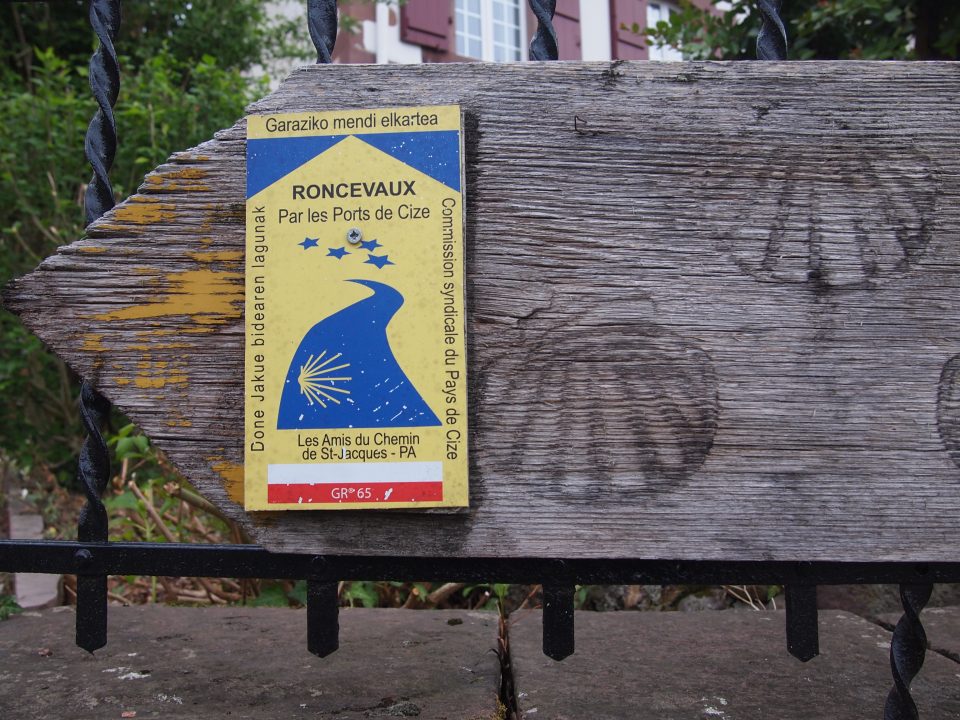 Garaziko mendi elkartea
RONCEVAUX
Par les Ports de Cize
Done Jakue bidearen lagunak
Commission syndicale du Pays de Cize
Les Amis du Chemin
de St-Jacques - PA
GR® 65